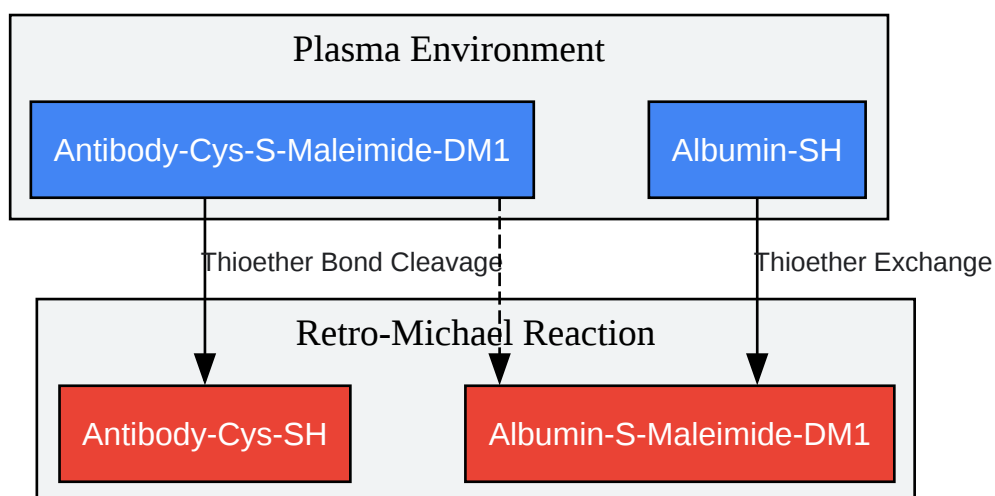 Plasma Environment
Antibody-Cys-S-Maleimide-DM1
Albumin-SH
Thioether Bond Cleavage
Thioether Exchange
Retro-Michael Reaction
Antibody-Cys-SH
Albumin-S-Maleimide-DM1